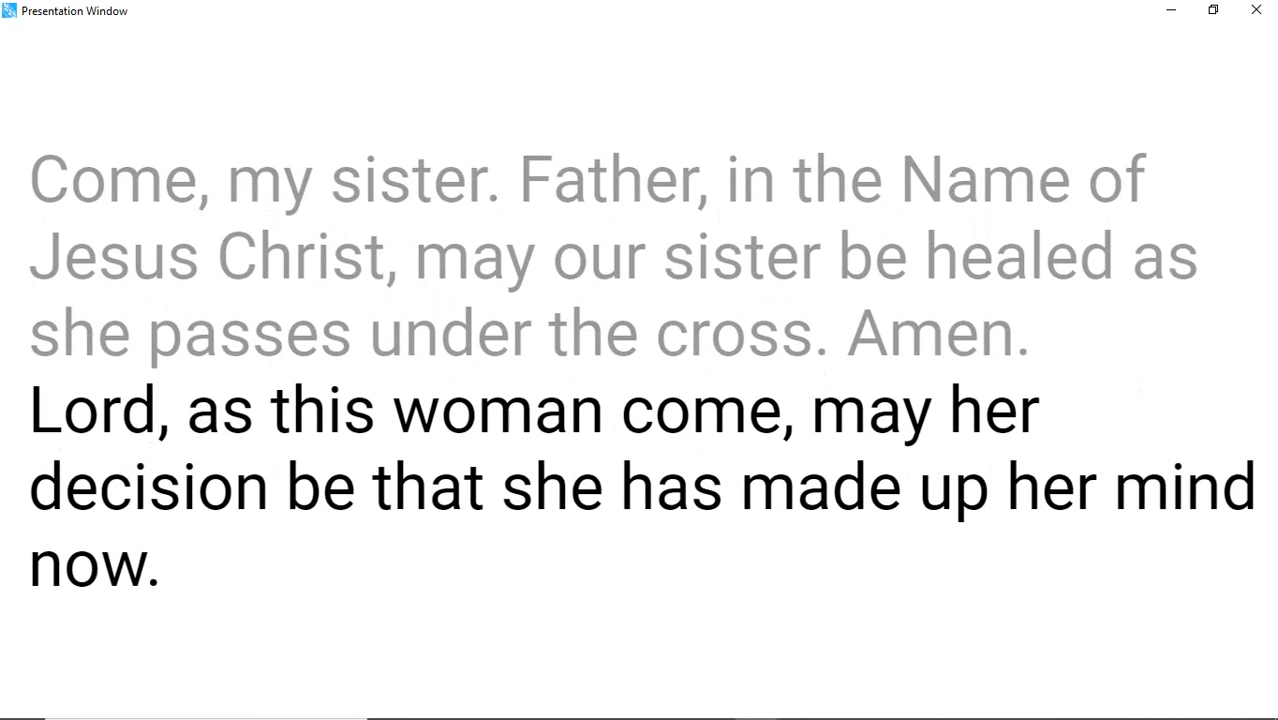 Presentation Window
Come, my sister. Father, in the Name of
Jesus Christ, may our sister be healed as
she passes under the cross. Amen.
Lord, as this woman come, may her
decision be that she has made up her mind
now.